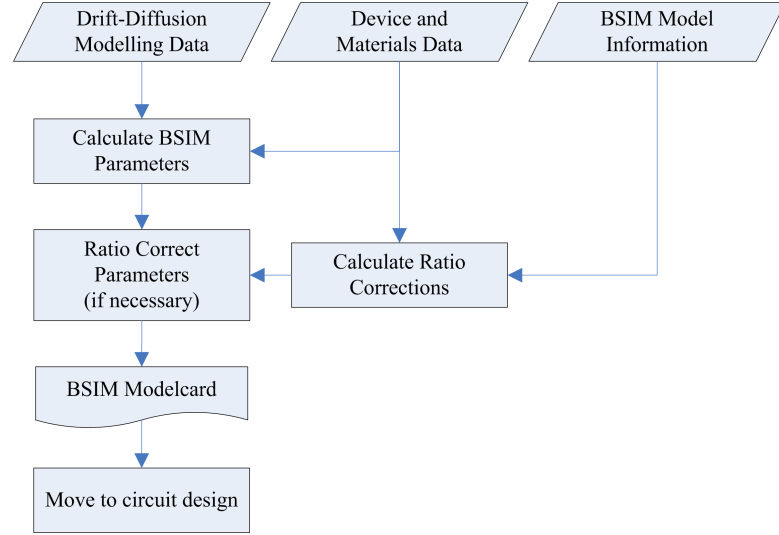 Drift-Diffusion
Modelling Data
Device and
Materials Data
BSIM Model
Information
Calculate BSIM
Parameters
Ratio Correct
Parameters
(if necessary)
Calculate Ratio
Corrections
BSIM Modelcard
Move to circuit design